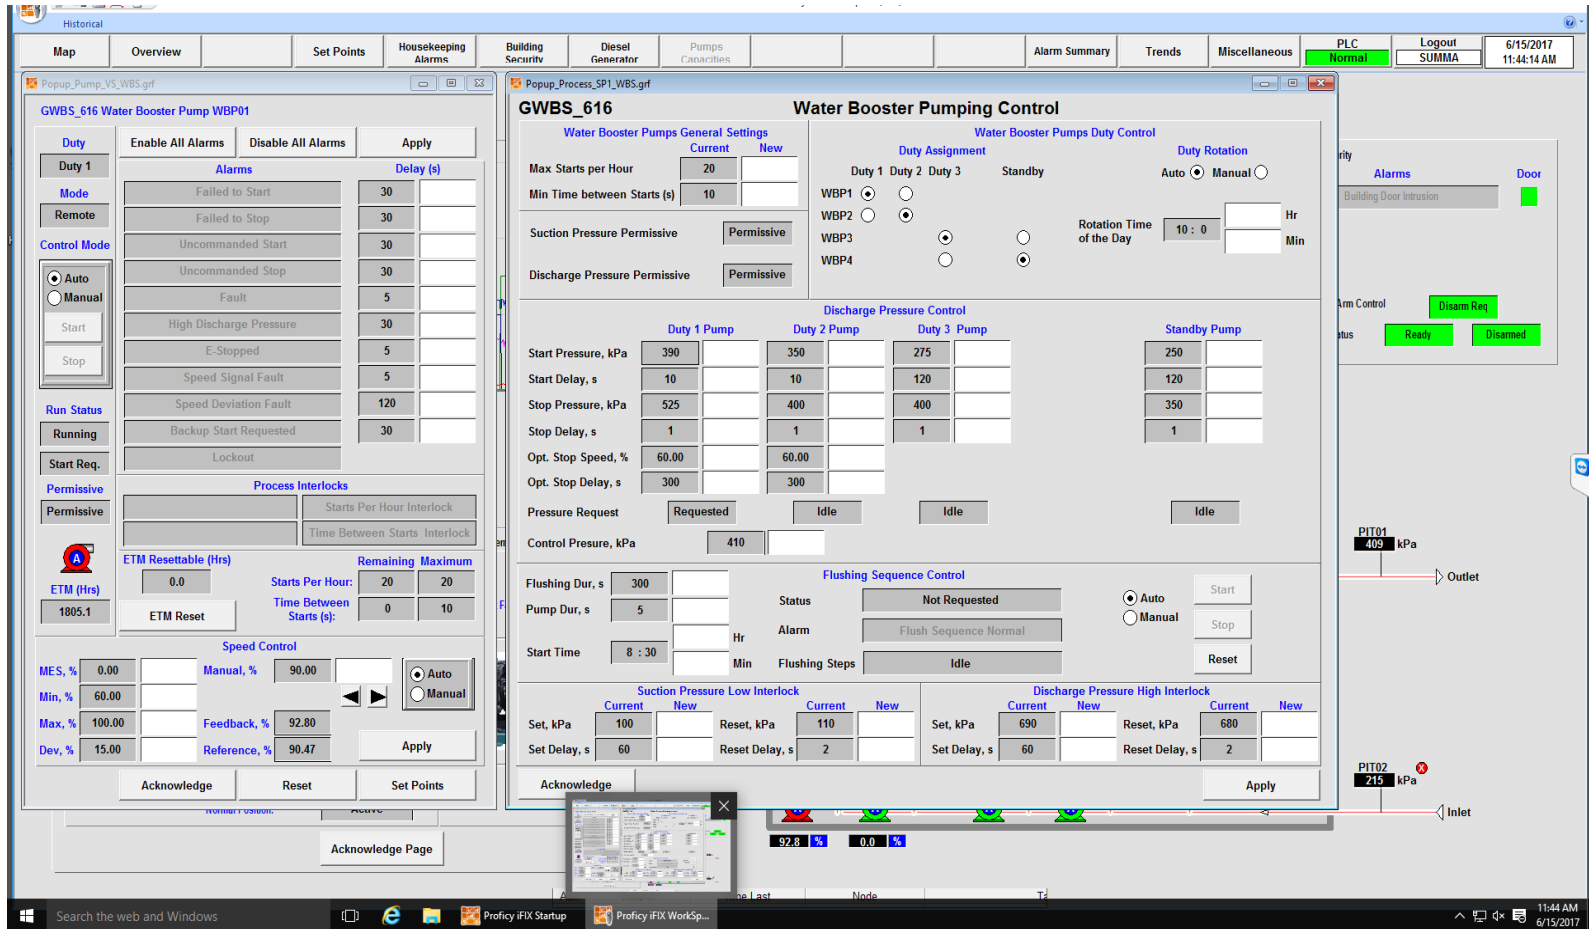 Historical
Map
Overview
Set Points
Housekeeping Alarms
Building Security
Diesel Generator
Pumps Capacities
Alarm Summary
Trends
Miscellaneous
PLC
Normal
Logout
SUMMA
6/15/2017
11:44:14 AM
Popup_Pump_VS_WBS.grf
GWBS_616 Water Booster Pump WBP01
Duty
Duty 1
Mode
Remote
Control Mode
Auto
Manual
Start
Stop
Run Status
Running
Start Req.
Permissive
Permissive
A
ETM (Hrs)
1805.1
Enable All Alarms
Disable All Alarms
Apply
Alarms Delay (s)
Failed to Start 30
Failed to Stop 30
Uncommanded Start 30
Uncommanded Stop 30
Fault 5
High Discharge Pressure 30
E-Stopped 5
Speed Signal Fault 5
Speed Deviation Fault 120
Backup Start Requested 30
Lockout
Process Interlocks
Starts Per Hour Interlock
Time Between Starts Interlock
ETM Resettable (Hrs)
0.0
ETM Reset
Remaining Maximum
Starts Per Hour: 20 20
Time Between Starts (s): 0 10
Speed Control
MES, % 0.00
Manual, % 90.00
Min, % 60.00
Max, % 100.00
Feedback, % 92.80
Dev, % 15.00
Reference, % 90.47
Auto
Manual
Apply
Acknowledge
Reset
Set Points
Popup_Process_SP1_WBS.grf
GWBS_616
Water Booster Pumping Control
Water Booster Pumps General Settings
Current New
Max Starts per Hour 20
Min Time between Starts (s) 10
Suction Pressure Permissive Permissive
Discharge Pressure Permissive Permissive
Water Booster Pumps Duty Control
Duty Assignment
Duty 1 Duty 2 Duty 3 Standby
WBP1
WBP2
WBP3
WBP4
Duty Rotation
Auto Manual
Rotation Time of the Day 10 : 0
Hr
Min
Discharge Pressure Control
Duty 1 Pump Duty 2 Pump Duty 3 Pump Standby Pump
Start Pressure, kPa 390 350 275 250
Start Delay, s 10 10 120 120
Stop Pressure, kPa 525 400 400 350
Stop Delay, s 1 1 1 1
Opt. Stop Speed, % 60.00 60.00
Opt. Stop Delay, s 300 300
Pressure Request Requested Idle Idle Idle
Control Presure, kPa 410
Flushing Sequence Control
Flushing Dur, s 300
Pump Dur, s 5
Start Time 8 : 30
Hr
Min
Status Not Requested
Alarm Flush Sequence Normal
Flushing Steps Idle
Auto
Manual
Start
Stop
Reset
Suction Pressure Low Interlock
Current New Current New
Set, kPa 100 Reset, kPa 110
Set Delay, s 60 Reset Delay, s 2
Discharge Pressure High Interlock
Current New Current New
Set, kPa 690 Reset, kPa 680
Set Delay, s 60 Reset Delay, s 2
Acknowledge
Apply
Alarms
Door
Building Door Intrusion
Arm Control
Disarm Req
Ready
Disarmed
PIT01
409 kPa
Outlet
PIT02
215 kPa
Inlet
92.8 %
0.0 %
Acknowledge Page
Node
Search the web and Windows
Proficy iFIX Startup
Proficy iFIX WorkSp...
11:44 AM
6/15/2017